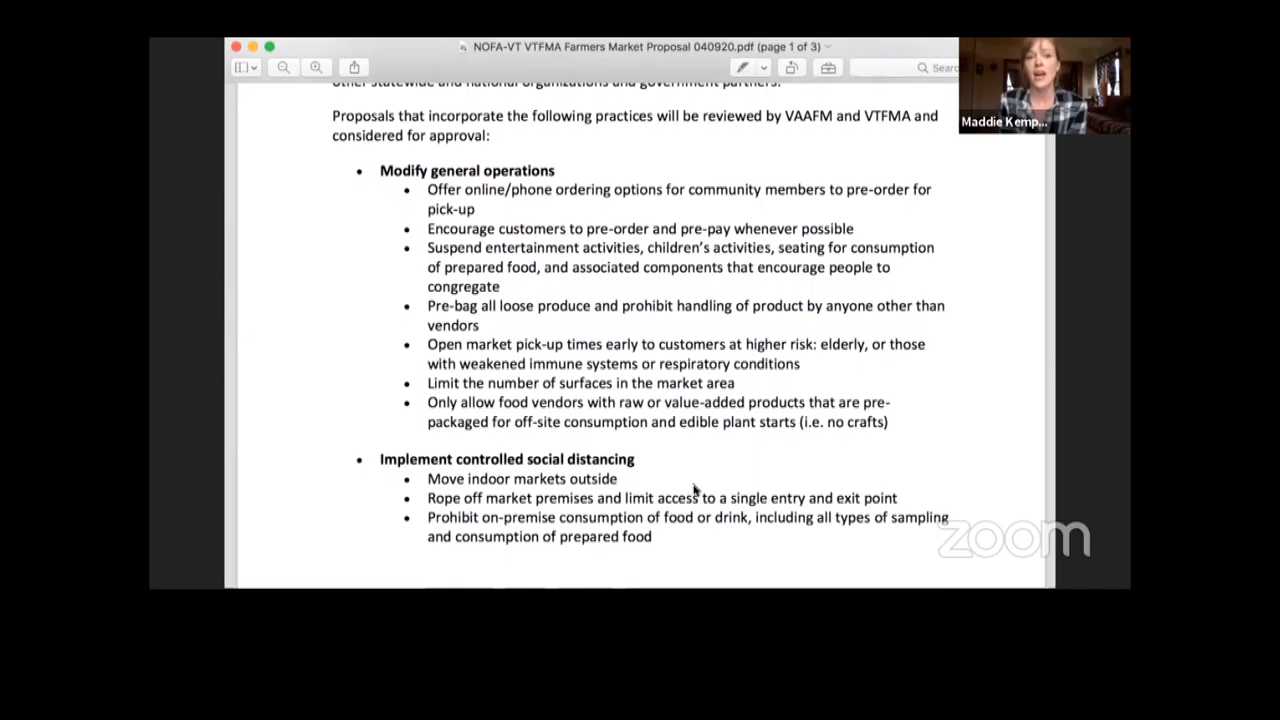 NOFA-VT VTFMA Farmers Market Proposal 040920.pdf (page 1 of 3)
Searc
Maddie Kemp...
other statewide and national organizations and government partners.
Proposals that incorporate the following practices will be reviewed by VAAFM and VTFMA and
considered for approval:
• Modify general operations
• Offer online/phone ordering options for community members to pre-order for
pick-up
• Encourage customers to pre-order and pre-pay whenever possible
• Suspend entertainment activities, children's activities, seating for consumption
of prepared food, and associated components that encourage people to
congregate
• Pre-bag all loose produce and prohibit handling of product by anyone other than
vendors
• Open market pick-up times early to customers at higher risk: elderly, or those
with weakened immune systems or respiratory conditions
• Limit the number of surfaces in the market area
• Only allow food vendors with raw or value-added products that are pre-
packaged for off-site consumption and edible plant starts (i.e. no crafts)
• Implement controlled social distancing
• Move indoor markets outside
• Rope off market premises and limit access to a single entry and exit point
• Prohibit on-premise consumption of food or drink, including all types of sampling
and consumption of prepared food
zoom